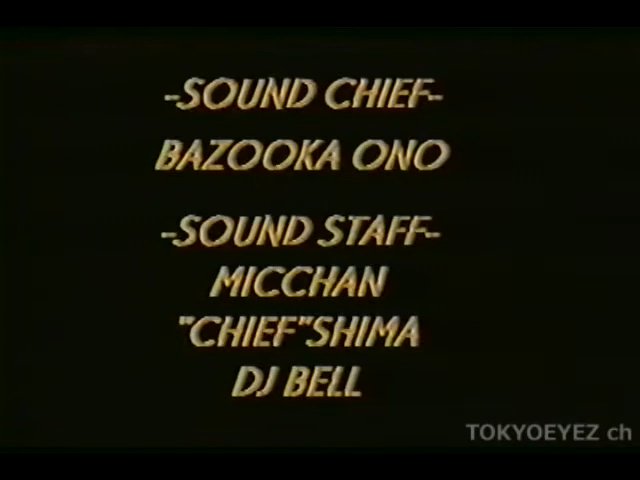 -SOUND CHIEF-
BAZOOKA ONO
-SOUND STAFF-
MICCHAN
"CHIEF"SHIMA
DJ BELL
TOKYOEYEZ ch